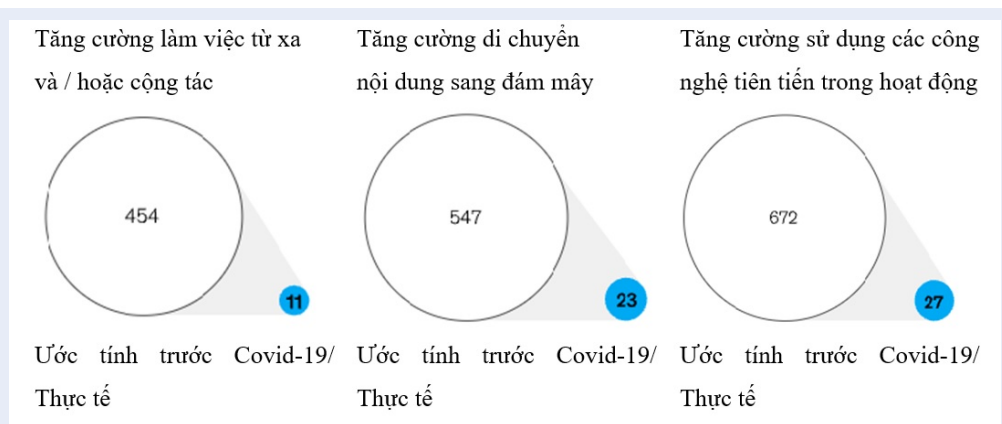 Tăng cường làm việc từ xa
và / hoặc cộng tác
454
11
Ước tính trước Covid-19/
Thực tế
Tăng cường di chuyển
nội dung sang đám mây
547
23
Ước tính trước Covid-19/
Thực tế
Tăng cường sử dụng các công
nghệ tiên tiến trong hoạt động
672
27
Ước tính trước Covid-19/
Thực tế